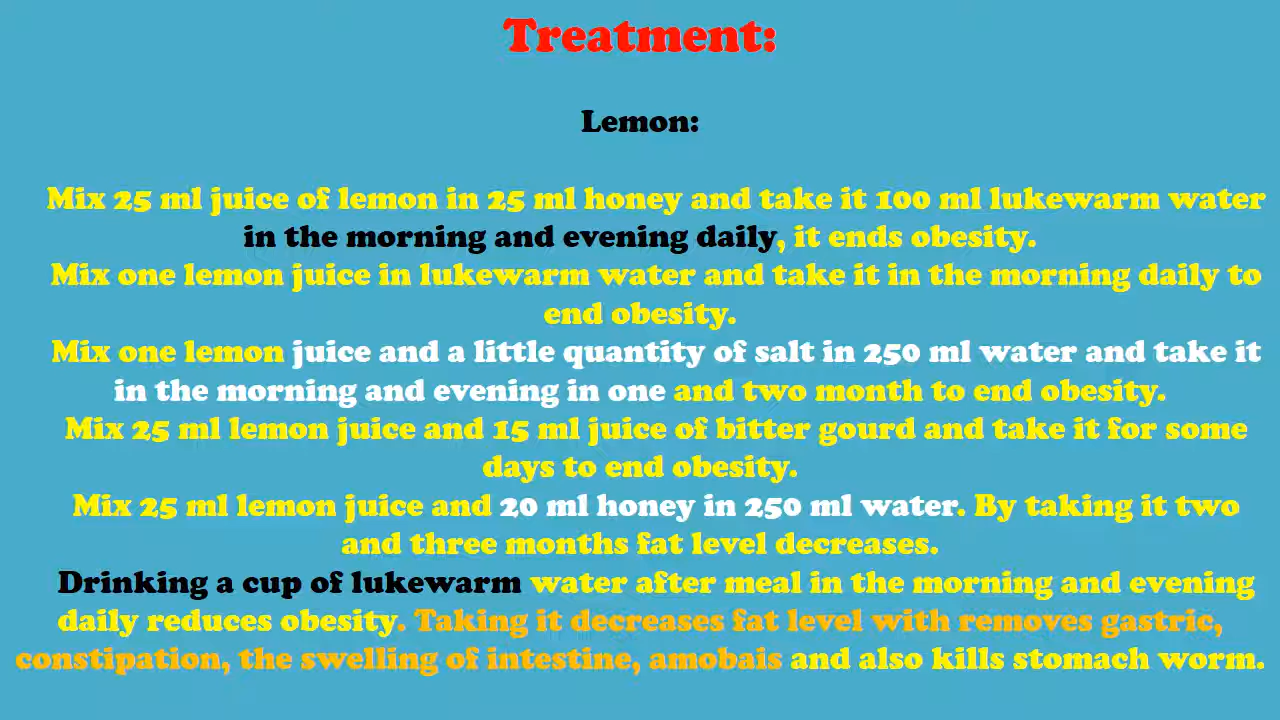 Treatment:
Lemon:
Mix 25 ml juice of lemon in 25 ml honey and take it 100 ml lukewarm water
in the morning and evening daily, it ends obesity.
Mix one lemon juice in lukewarm water and take it in the morning daily to
end obesity.
Mix one lemon juice and a little quantity of salt in 250 ml water and take it
in the morning and evening in one and two month to end obesity.
Mix 25 ml lemon juice and 15 ml juice of bitter gourd and take it for some
days to end obesity.
Mix 25 ml lemon juice and 20 ml honey in 250 ml water. By taking it two
and three months fat level decreases.
Drinking a cup of lukewarm water after meal in the morning and evening
daily reduces obesity. Taking it decreases fat level with removes gastric,
constipation, the swelling of intestine, amobais and also kills stomach worm.